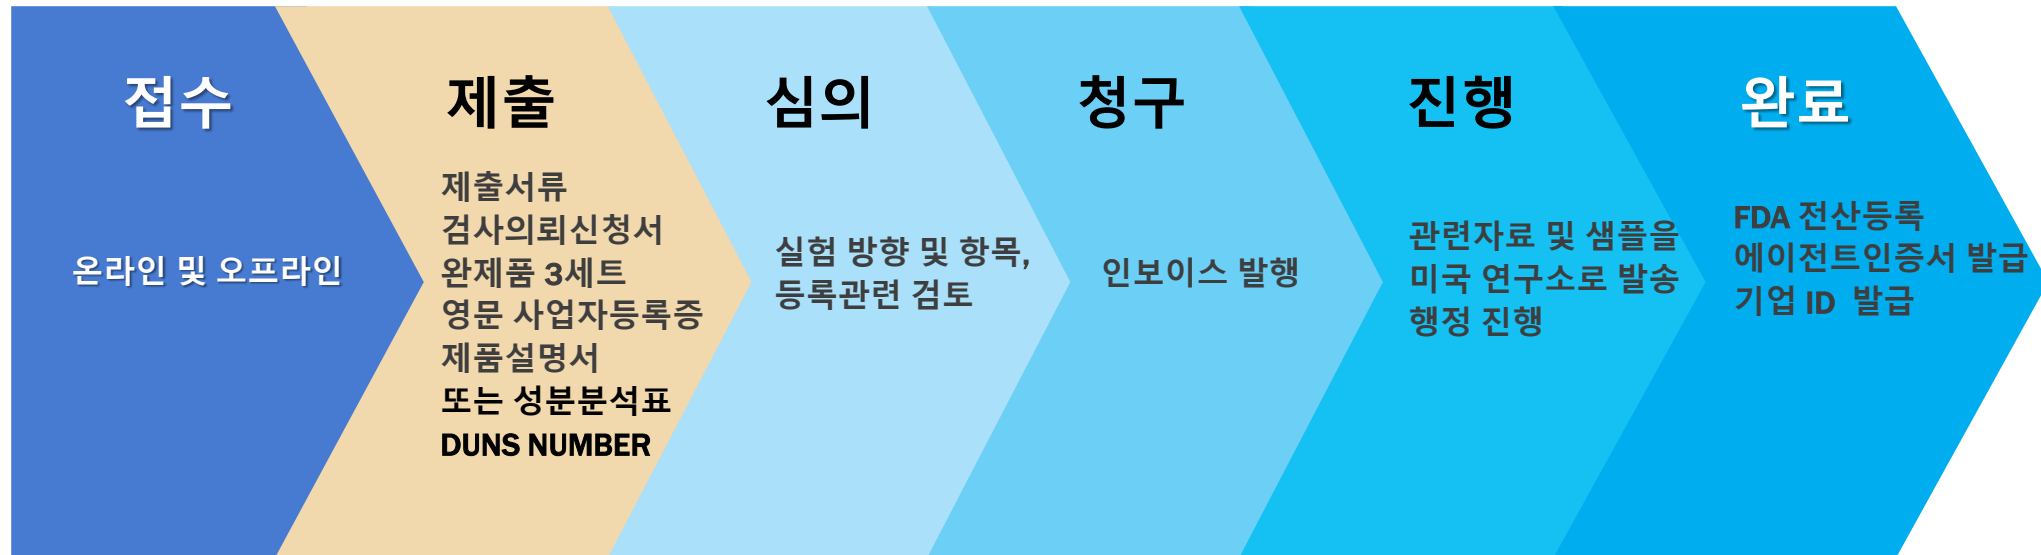 접수
온라인 및 오프라인
제출
제출서류
검사의뢰신청서
완제품 3세트
영문 사업자등록증
제품설명서
또는 성분분석표
DUNS NUMBER
심의
실험 방향 및 항목,
등록관련 검토
청구
인보이스 발행
진행
관련자료 및 샘플을
미국 연구소로 발송
행정 진행
완료
FDA 전산등록
에이전트인증서 발급
기업 ID 발급